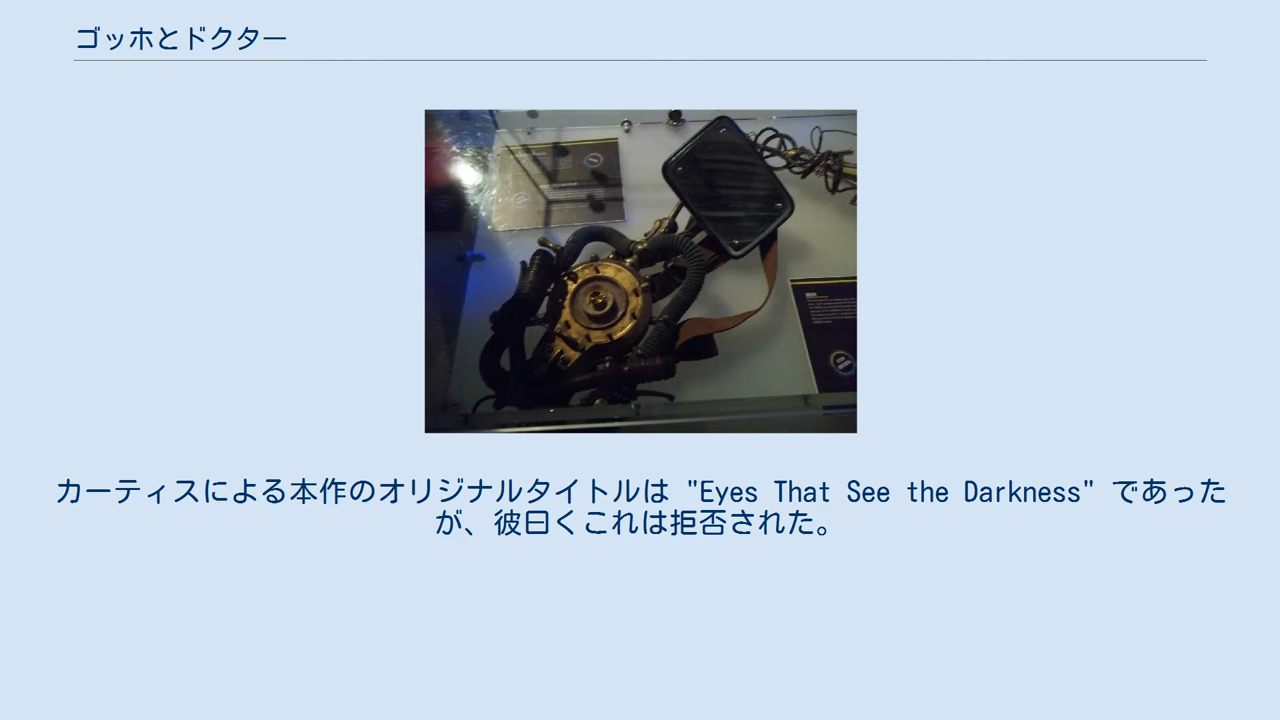 ゴッホとドクター
カーティスによる本作のオリジナルタイトルは "Eyes That See the Darkness" であった
が、彼曰くこれは拒否された。